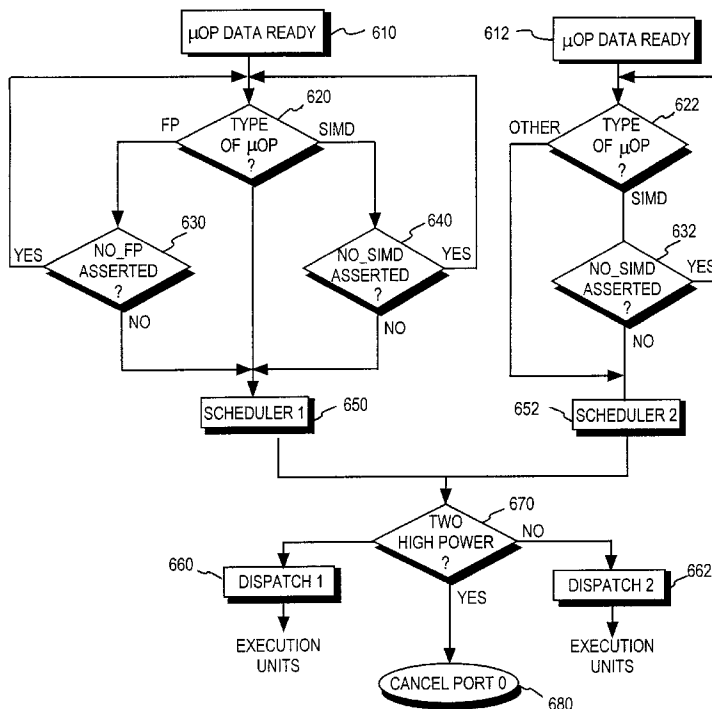 µOP DATA READY
610
612
µOP DATA READY
620
622
FP
TYPE
OF µOP
?
SIMD
OTHER
TYPE
OF µOP
?
SIMD
630
640
632
YES
NO_FP
ASSERTED
?
NO
NO_SIMD
ASSERTED
?
YES
NO
NO_SIMD
ASSERTED
?
YES
NO
SCHEDULER 1
650
652
SCHEDULER 2
670
TWO
HIGH POWER
?
NO
YES
660
DISPATCH 1
DISPATCH 2
662
EXECUTION
UNITS
EXECUTION
UNITS
CANCEL PORT 0
680